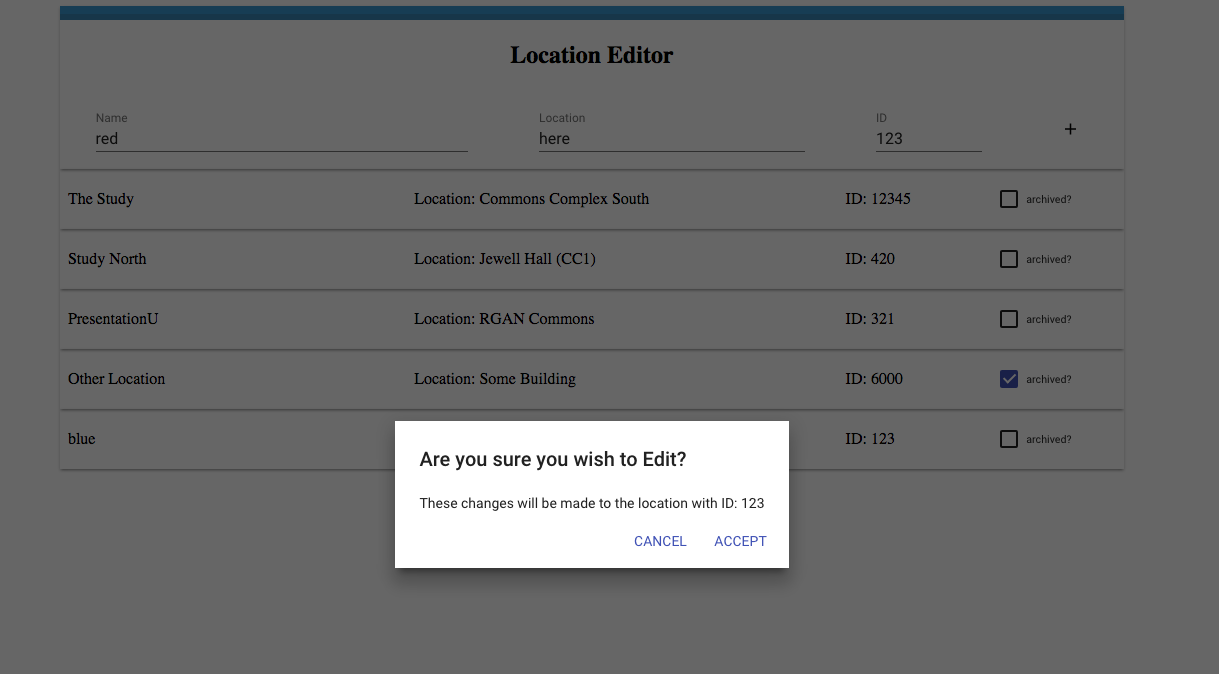 Location Editor
Name Location ID
red here 123 +
The Study Location: Commons Complex South ID: 12345 archived?
Study North Location: Jewell Hall (CC1) ID: 420 archived?
PresentationU Location: RGAN Commons ID: 321 archived?
Other Location Location: Some Building ID: 6000 archived?
blue ID: 123 archived?
Are you sure you wish to Edit?
These changes will be made to the location with ID: 123
CANCEL ACCEPT